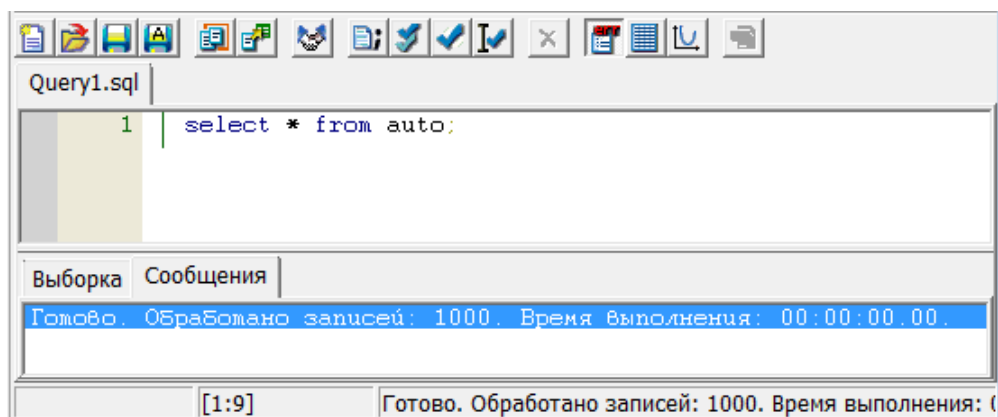 Query1.sql
1 select * from auto;
Выборка Сообщения
Готово. Обработано записей: 1000. Время выполнения: 00:00:00.00.
[1:9] Готово. Обработано записей: 1000. Время выполнения: